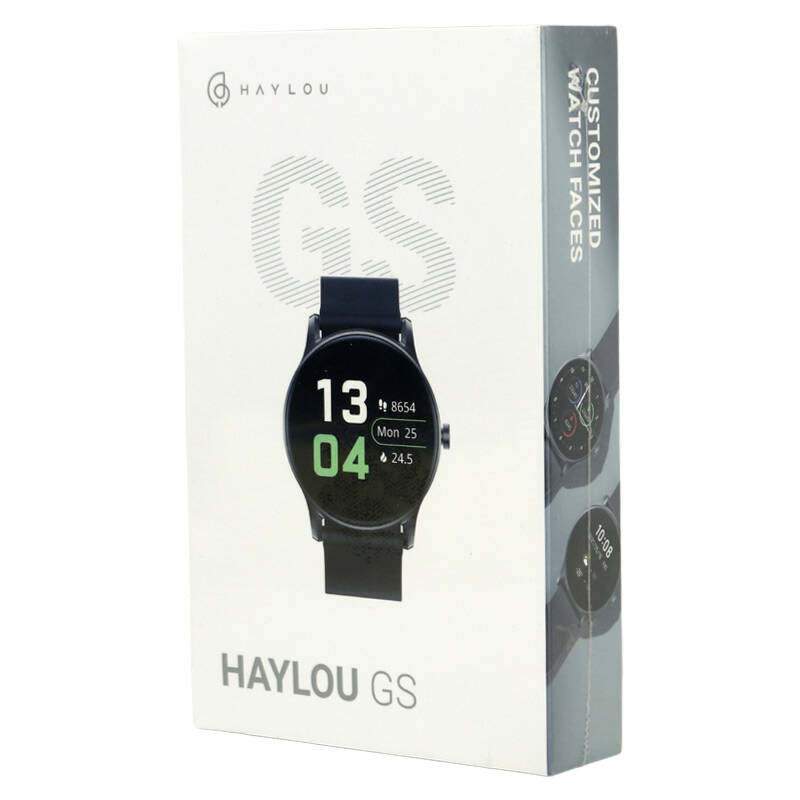 HAYLOU
GS
13
04
8654
Mon 25
24.5
HAYLOU GS
CUSTOMIZED
WATCH FACES
10:08